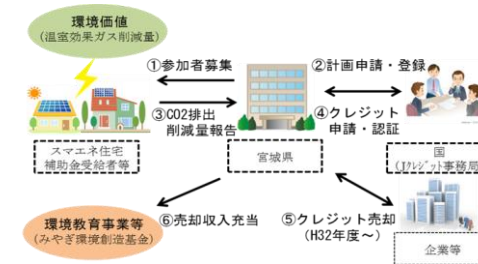 環境価値
(温室効果ガス削減量)
①参加者募集
②計画申請・登録
③CO2排出
削減量報告
④クレジット
申請・認証
スマエネ住宅
補助金受給者等
宮城県
国
(Jクレジット事務局
環境教育事業等
(みやぎ環境創造基金)
⑥売却収入充当
⑤クレジット売却
(H32年度～)
企業等